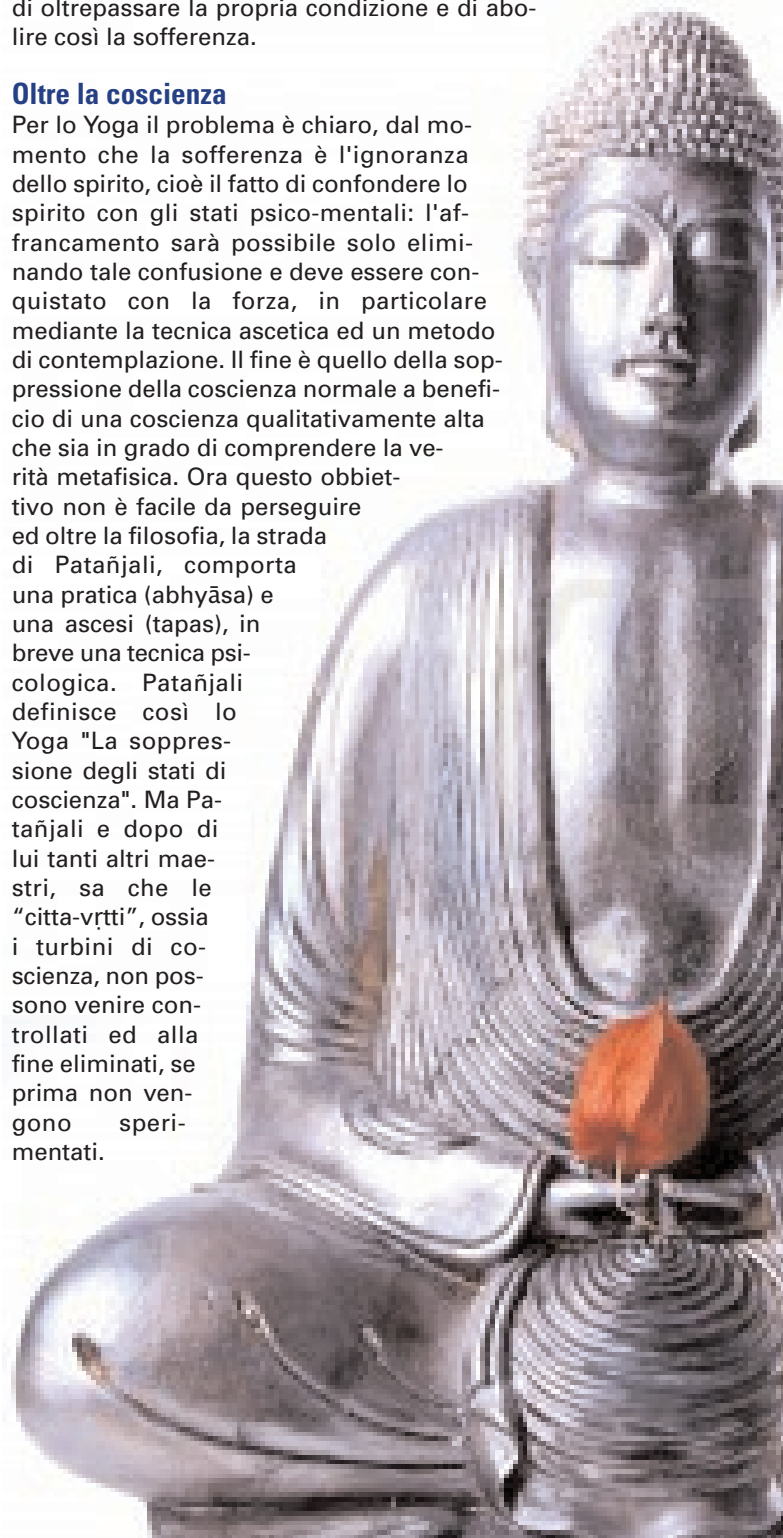 di oltrepassare la propria condizione e di abo-
lire così la sofferenza.
Oltre la coscienza
Per lo Yoga il problema è chiaro, dal mo-
mento che la sofferenza è l'ignoranza
dello spirito, cioè il fatto di confondere lo
spirito con gli stati psico-mentali: l'af-
francamento sarà possibile solo elimi-
nando tale confusione e deve essere con-
quistato con la forza, in particolare
mediante la tecnica ascetica ed un metodo
di contemplazione. Il fine è quello della sop-
pressione della coscienza normale a benefi-
cio di una coscienza qualitativamente alta
che sia in grado di comprendere la ve-
rità metafisica. Ora questo obbiet-
tivo non è facile da perseguire
ed oltre la filosofia, la strada
di Patañjali, comporta
una pratica (abhyāsa) e
una ascesi (tapas), in
breve una tecnica psi-
cologica. Patañjali
definisce così lo
Yoga "La soppres-
sione degli stati di
coscienza". Ma Pa-
tañjali e dopo di
lui tanti altri mae-
stri, sa che le
“citta-vṛtti”, ossia
i turbini di co-
scienza, non pos-
sono venire con-
trollati ed alla
fine eliminati, se
prima non ven-
gono speri-
mentati.